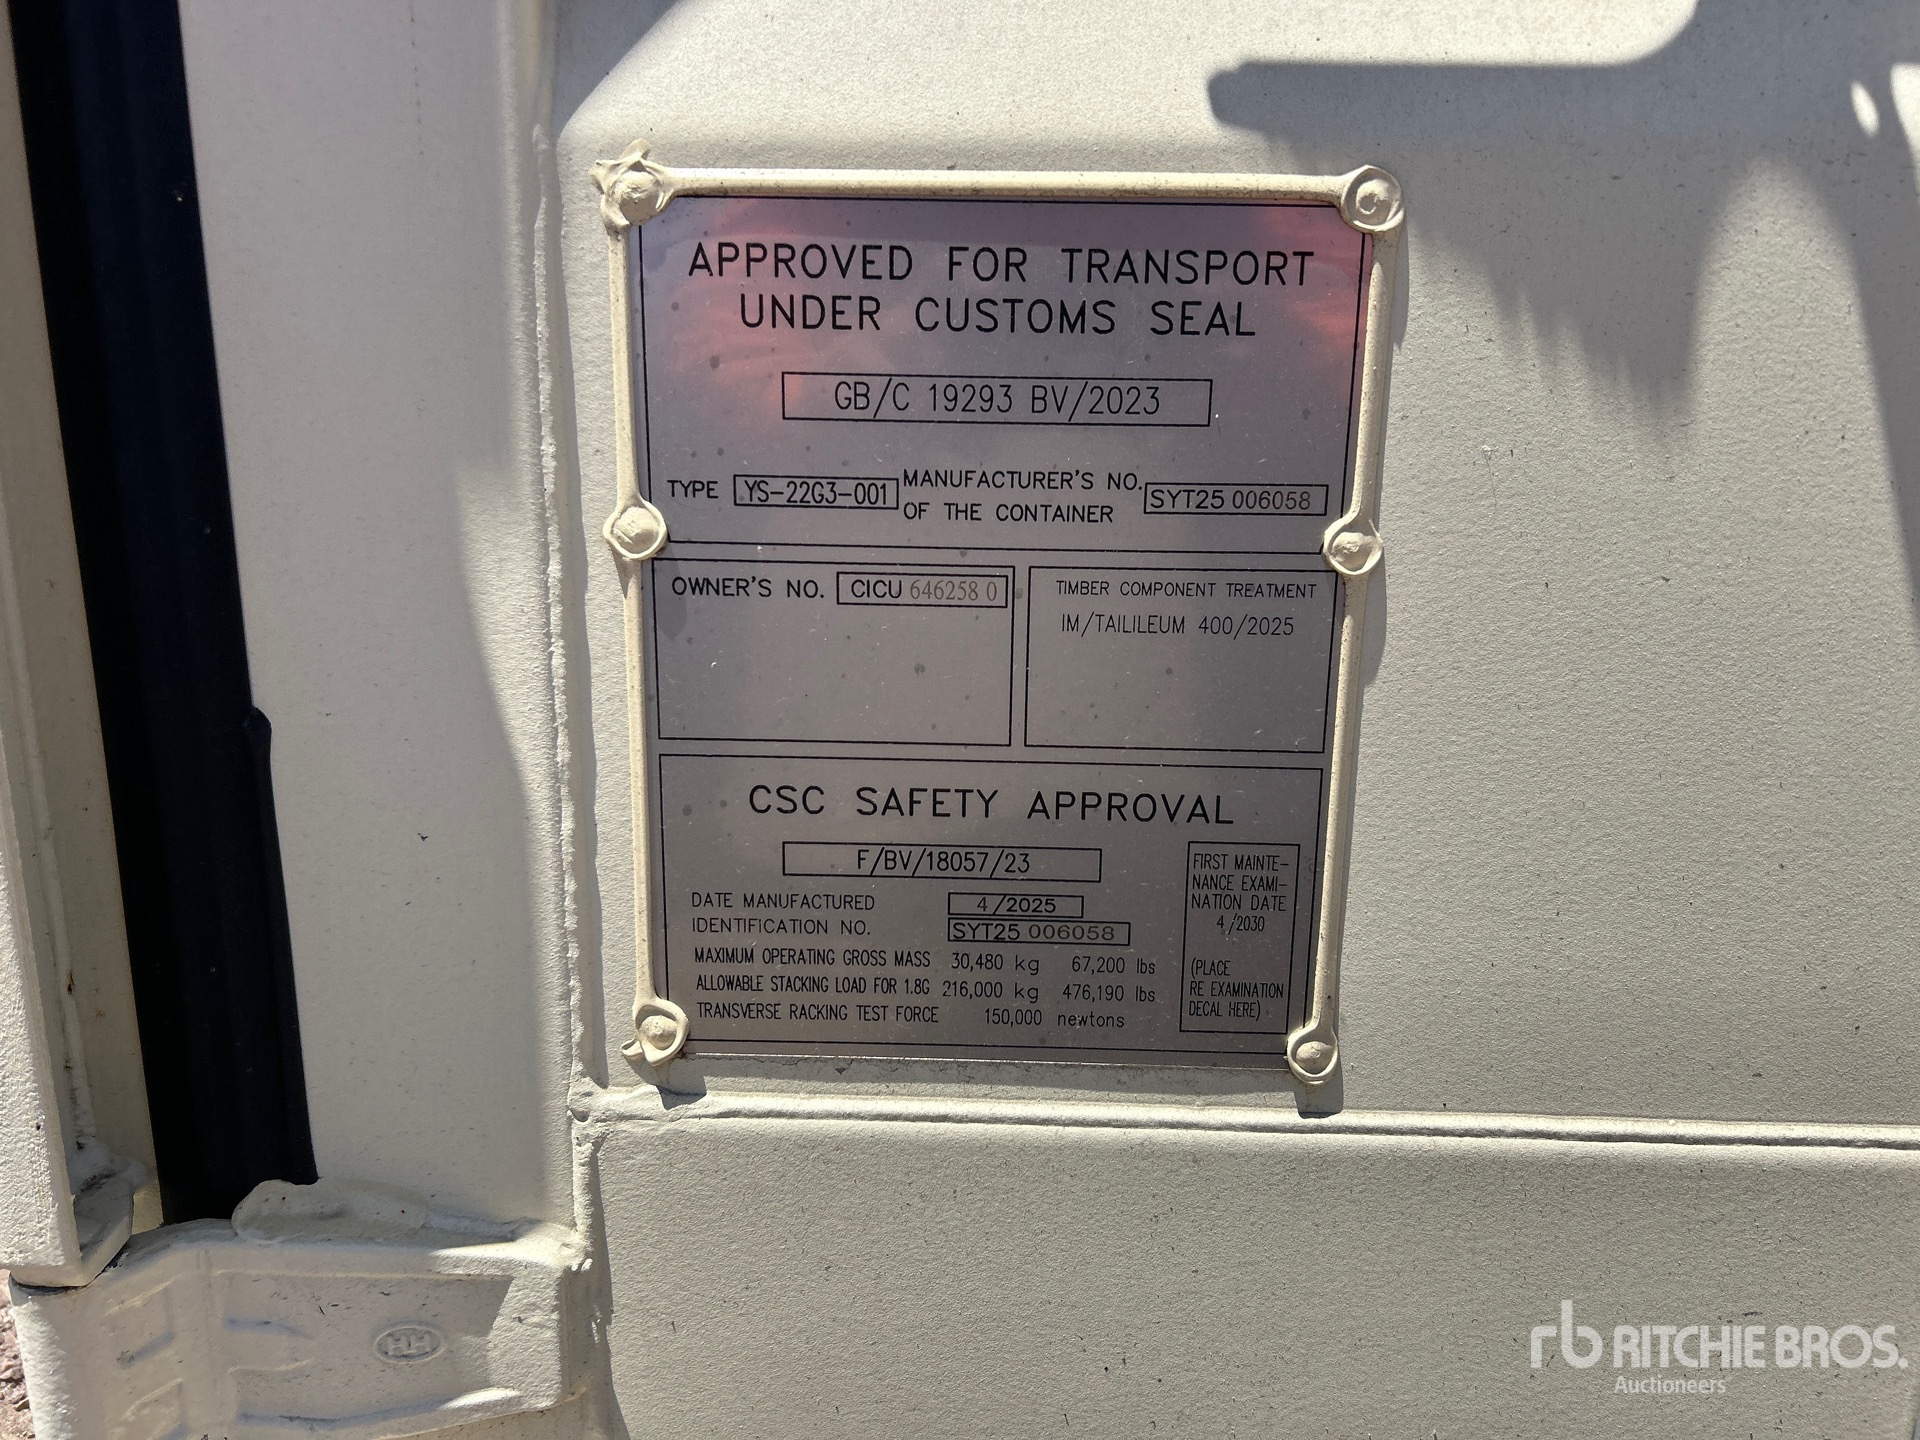 APPROVED FOR TRANSPORT
UNDER CUSTOMS SEAL
GB/C 19293 BV/2023
TYPE YS-22G3-001
MANUFACTURER'S NO.
OF THE CONTAINER
SYT25 006058
OWNER'S NO. CICU 646258 0
TIMBER COMPONENT TREATMENT
IM/TAILILEUM 400/2025
CSC SAFETY APPROVAL
F/BV/18057/23
DATE MANUFACTURED 4/2025
IDENTIFICATION NO. SYT25 006058
MAXIMUM OPERATING GROSS MASS 30,480 kg 67,200 lbs
ALLOWABLE STACKING LOAD FOR 1.8G 216,000 kg 476,190 lbs
TRANSVERSE RACKING TEST FORCE 150,000 newtons
FIRST MAINTE-
NANCE EXAMI-
NATION DATE
4/2030
(PLACE
RE EXAMINATION
DECAL HERE)
HH
rb RITCHIE BROS.
Auctioneers